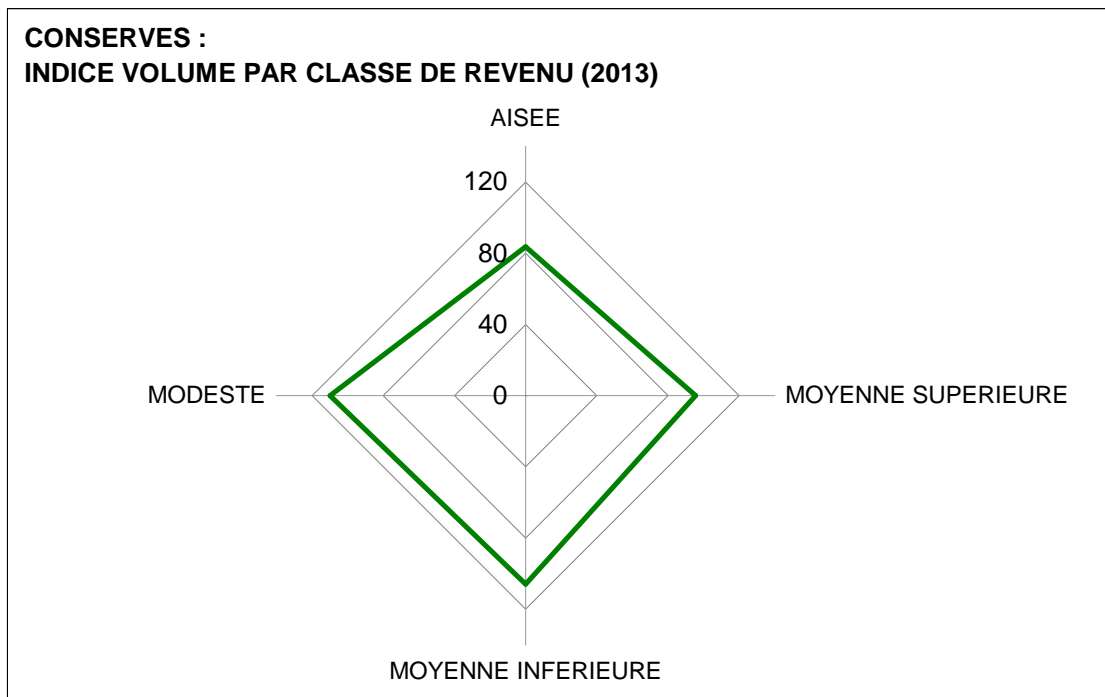 CONSERVES :
INDICE VOLUME PAR CLASSE DE REVENU (2013)
AISEE
120
80
40
MODESTE
0
MOYENNE SUPERIEURE
MOYENNE INFERIEURE